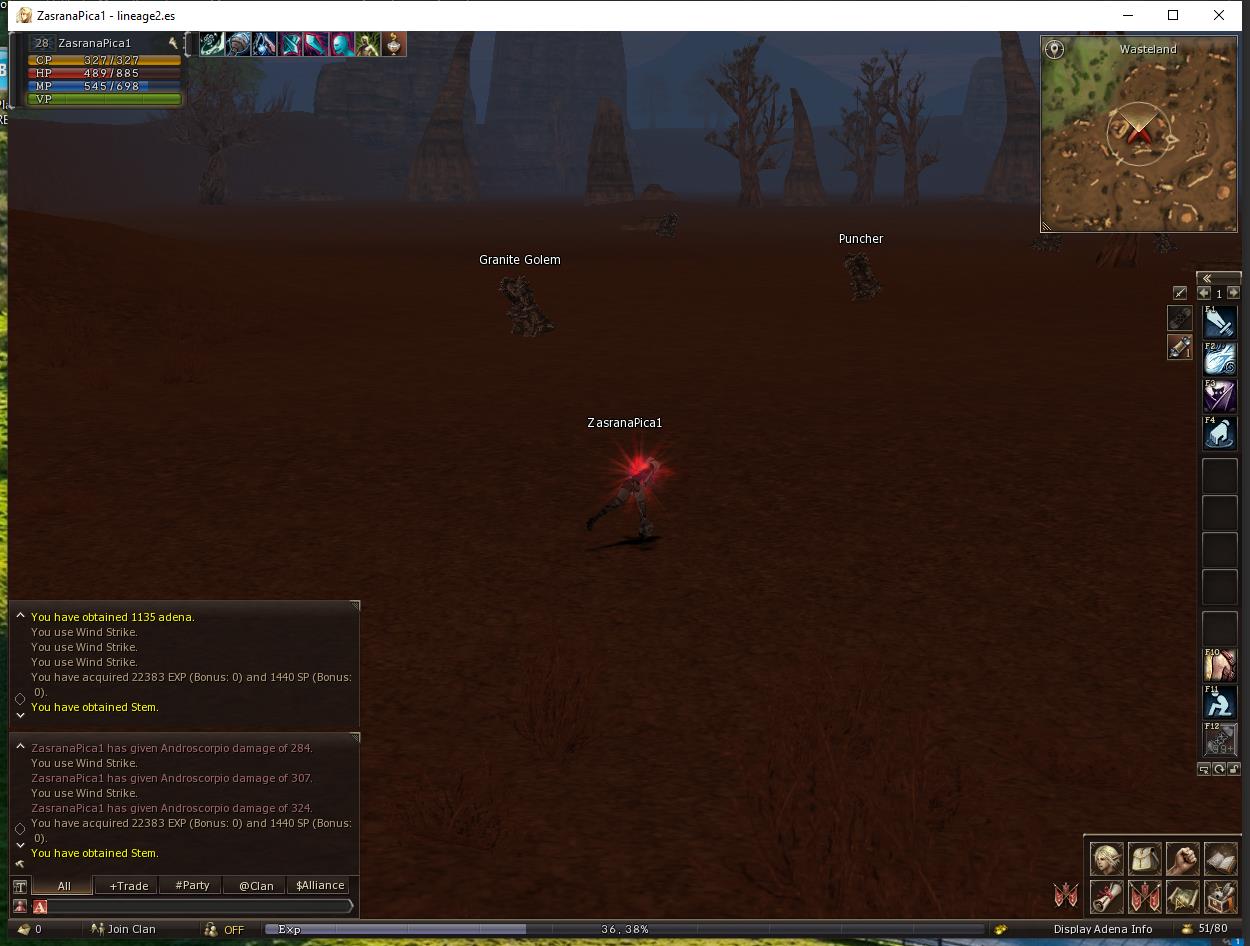 ZasranaPica1 - lineage2.es
28 ZasranaPica1
CP 327/327
HP 489/885
MP 545/698
VP
Wasteland
Puncher
Granite Golem
ZasranaPica1
1
F1
1
F2
F3
F4
F10
F11
F12
99+
You have obtained 1135 adena.
You use Wind Strike.
You use Wind Strike.
You use Wind Strike.
You have acquired 22383 EXP (Bonus: 0) and 1440 SP (Bonus:
0).
You have obtained Stem.
ZasranaPica1 has given Androscorpio damage of 284.
You use Wind Strike.
ZasranaPica1 has given Androscorpio damage of 307.
You use Wind Strike.
ZasranaPica1 has given Androscorpio damage of 324.
You have acquired 22383 EXP (Bonus: 0) and 1440 SP (Bonus:
0).
You have obtained Stem.
T All +Trade #Party @Clan $Alliance
A
0 Join Clan OFF Exp 36, 38% Display Adena Info 51/80